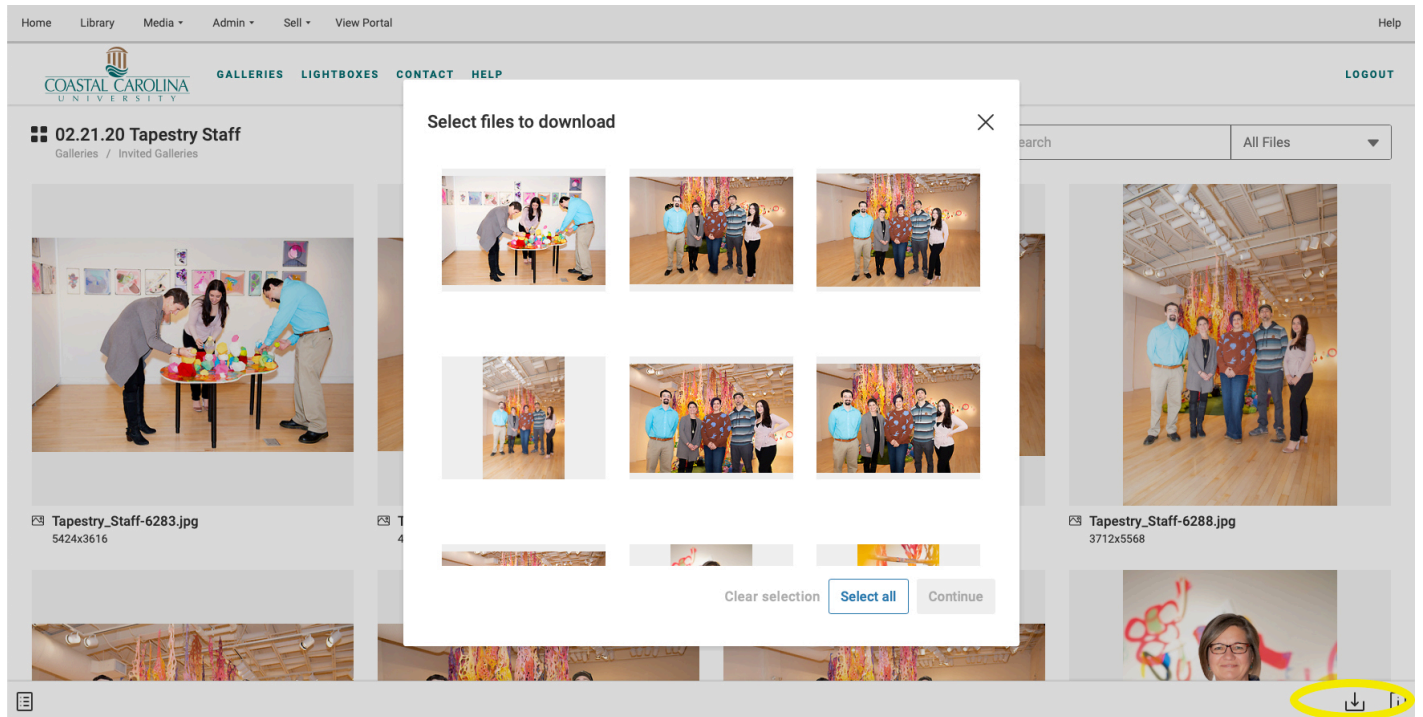 Home Library Media Admin Sell View Portal Help
COASTAL CAROLINA
UNIVERSITY
GALLERIES LIGHTBOXES CONTACT HELP LOGOUT
02.21.20 Tapestry Staff
Galleries / Invited Galleries
earch All Files
Select files to download
Tapestry_Staff-6283.jpg
5424x3616
T
4
Tapestry_Staff-6288.jpg
3712x5568
Clear selection Select all Continue